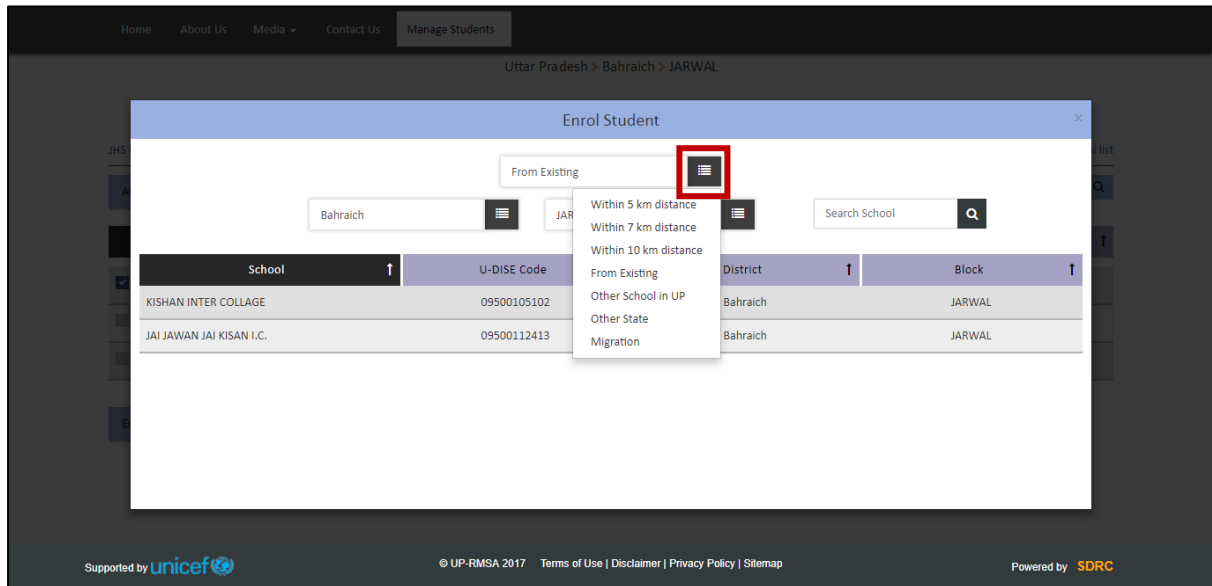 Home About Us Media Contact Us Manage Students
Uttar Pradesh > Bahraich > JARWAL
Enrol Student ×
JHS
l list
From Existing
Within 5 km distance
Within 7 km distance
Within 10 km distance
From Existing
Other School in UP
Other State
Migration
Bahraich JAR Search School
School U-DISE Code District Block
KISHAN INTER COLLAGE 09500105102 Bahraich JARWAL
JAI JAWAN JAI KISAN I.C. 09500112413 Bahraich JARWAL
Supported by unicef © UP-RMSA 2017 Terms of Use | Disclaimer | Privacy Policy | Sitemap Powered by SDRC